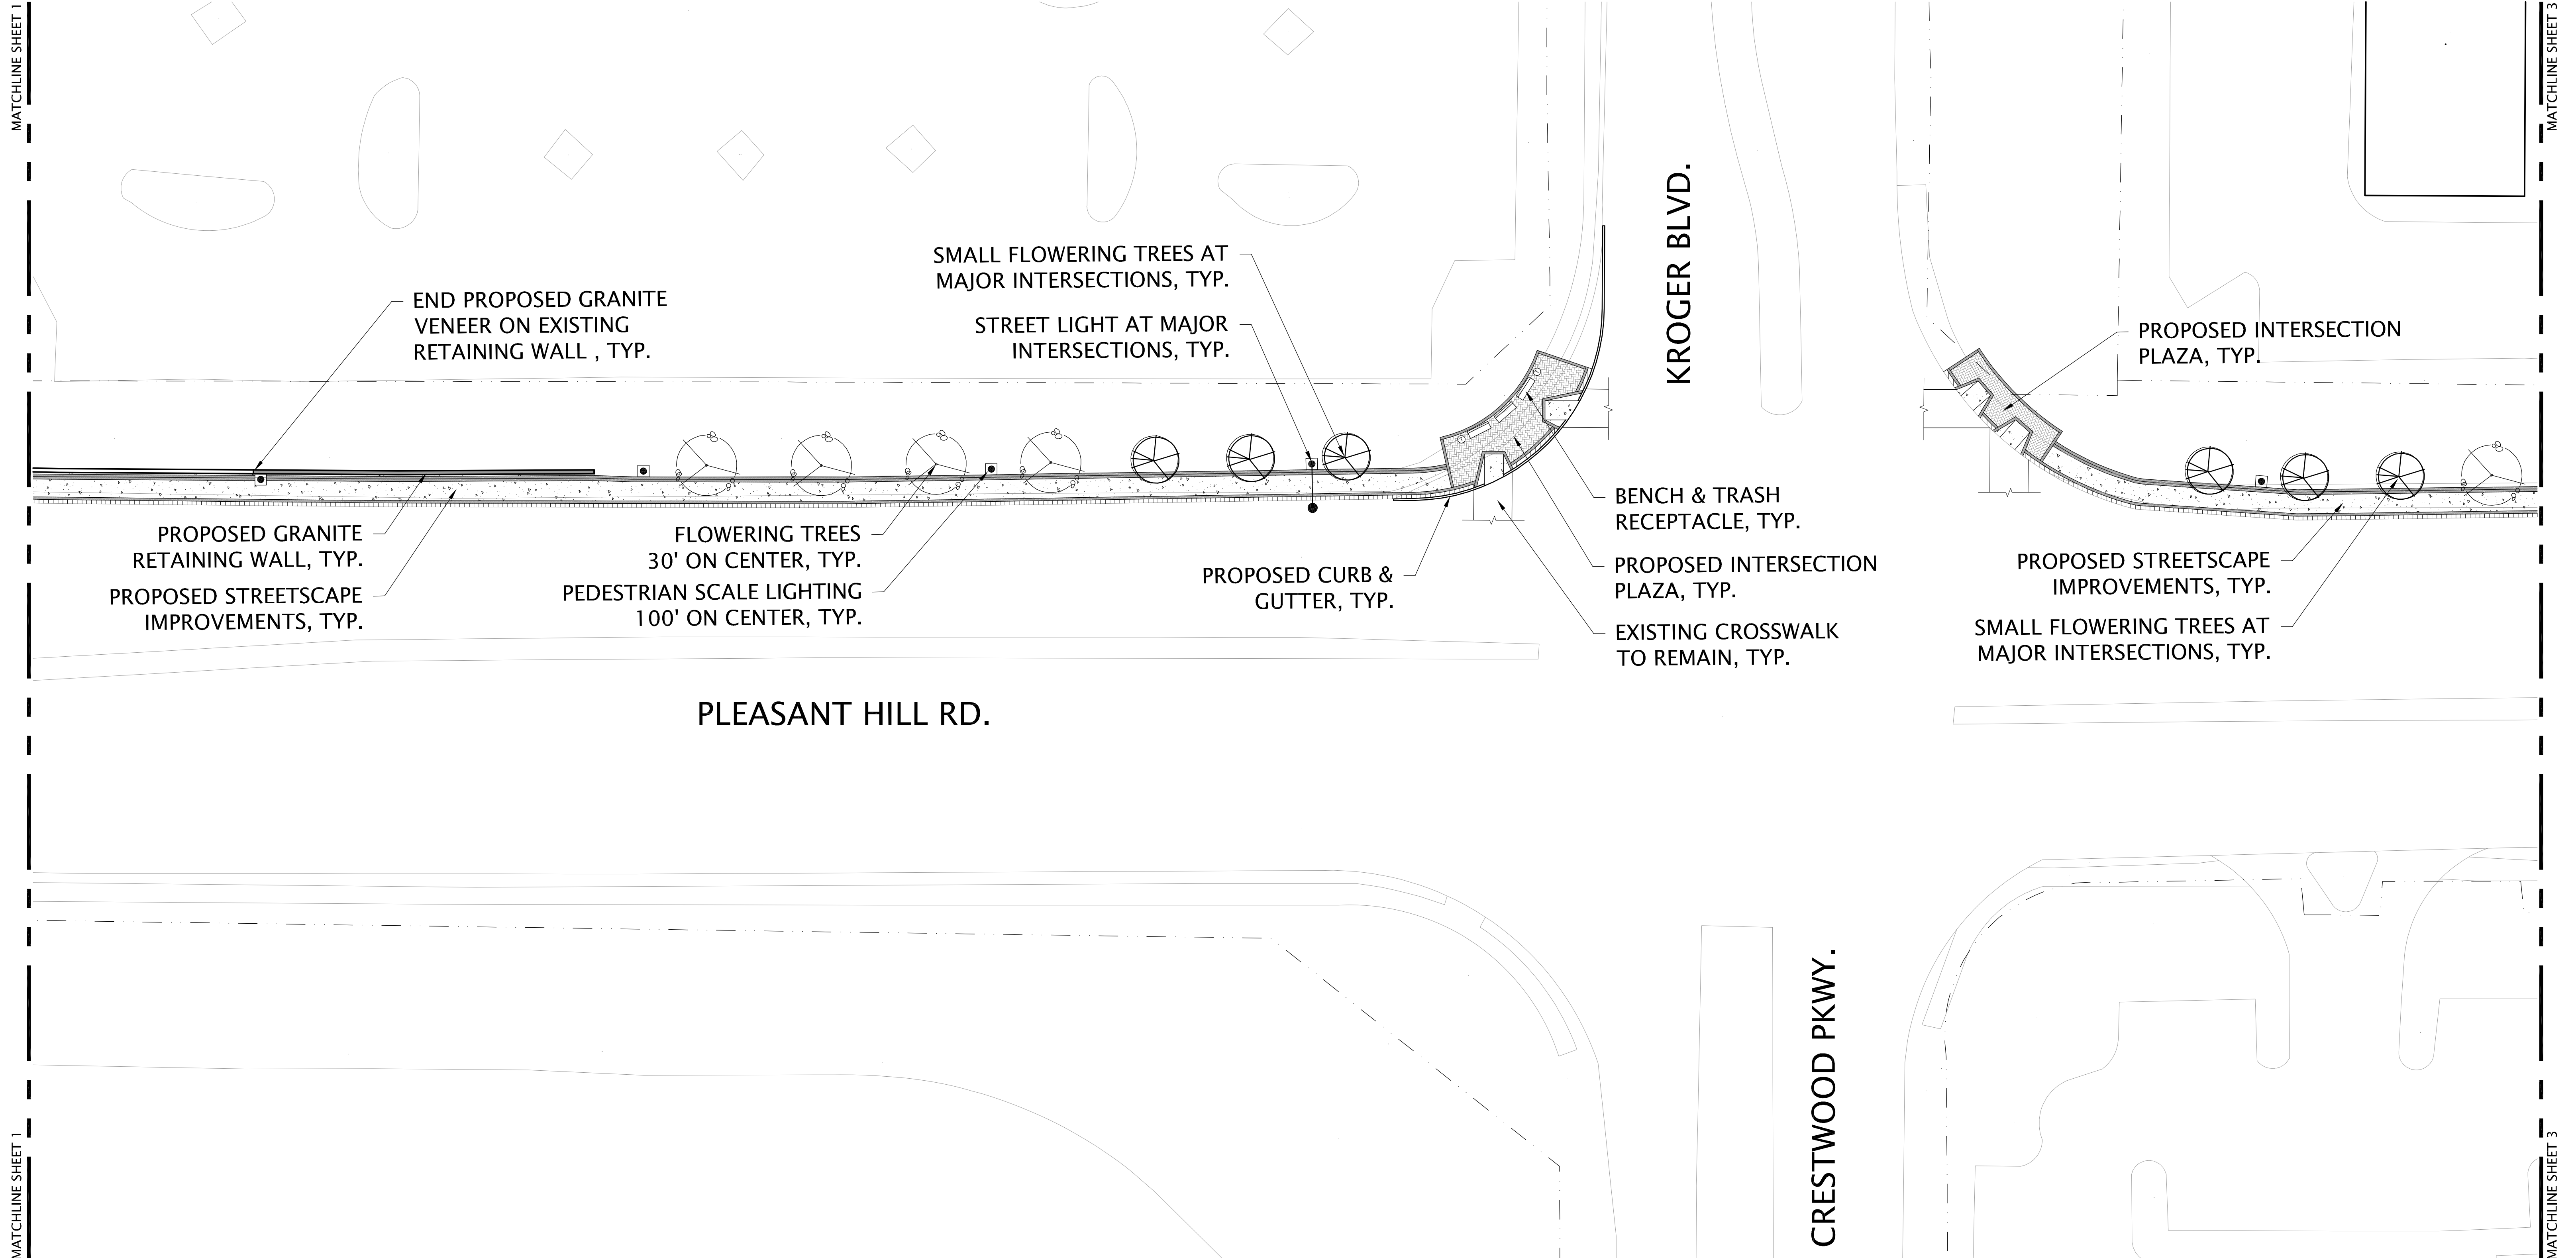 MATCHLINE SHEET 1
MATCHLINE SHEET 3
KROGER BLVD.
SMALL FLOWERING TREES AT
MAJOR INTERSECTIONS, TYP.
END PROPOSED GRANITE
VENEER ON EXISTING
RETAINING WALL , TYP.
STREET LIGHT AT MAJOR
INTERSECTIONS, TYP.
PROPOSED INTERSECTION
PLAZA, TYP.
PROPOSED GRANITE
RETAINING WALL, TYP.
PROPOSED STREETSCAPE
IMPROVEMENTS, TYP.
FLOWERING TREES
30' ON CENTER, TYP.
PEDESTRIAN SCALE LIGHTING
100' ON CENTER, TYP.
PROPOSED CURB &
GUTTER, TYP.
BENCH & TRASH
RECEPTACLE, TYP.
PROPOSED INTERSECTION
PLAZA, TYP.
EXISTING CROSSWALK
TO REMAIN, TYP.
PROPOSED STREETSCAPE
IMPROVEMENTS, TYP.
SMALL FLOWERING TREES AT
MAJOR INTERSECTIONS, TYP.
PLEASANT HILL RD.
CRESTWOOD PKWY.
MATCHLINE SHEET 1
MATCHLINE SHEET 3